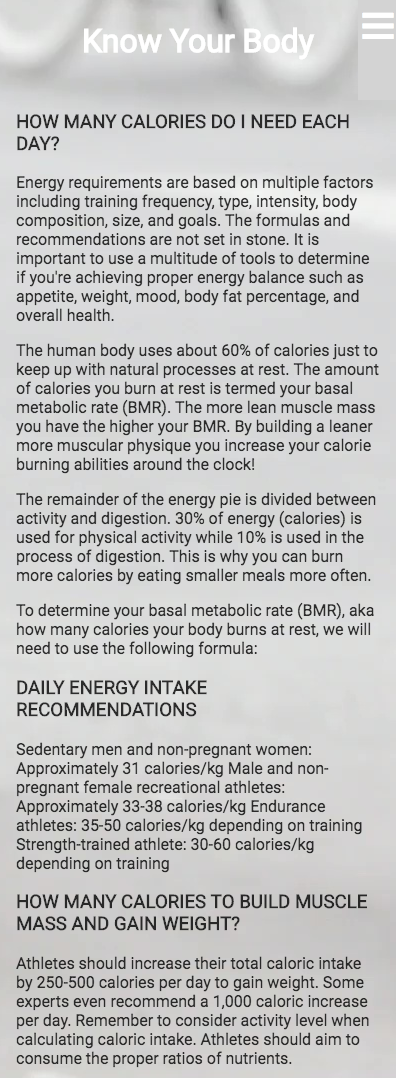 Know Your Body
HOW MANY CALORIES DO I NEED EACH
DAY?
Energy requirements are based on multiple factors
including training frequency, type, intensity, body
composition, size, and goals. The formulas and
recommendations are not set in stone. It is
important to use a multitude of tools to determine
if you're achieving proper energy balance such as
appetite, weight, mood, body fat percentage, and
overall health.
The human body uses about 60% of calories just to
keep up with natural processes at rest. The amount
of calories you burn at rest is termed your basal
metabolic rate (BMR). The more lean muscle mass
you have the higher your BMR. By building a leaner
more muscular physique you increase your calorie
burning abilities around the clock!
The remainder of the energy pie is divided between
activity and digestion. 30% of energy (calories) is
used for physical activity while 10% is used in the
process of digestion. This is why you can burn
more calories by eating smaller meals more often.
To determine your basal metabolic rate (BMR), aka
how many calories your body burns at rest, we will
need to use the following formula:
DAILY ENERGY INTAKE
RECOMMENDATIONS
Sedentary men and non-pregnant women:
Approximately 31 calories/kg Male and non-
pregnant female recreational athletes:
Approximately 33-38 calories/kg Endurance
athletes: 35-50 calories/kg depending on training
Strength-trained athlete: 30-60 calories/kg
depending on training
HOW MANY CALORIES TO BUILD MUSCLE
MASS AND GAIN WEIGHT?
Athletes should increase their total caloric intake
by 250-500 calories per day to gain weight. Some
experts even recommend a 1,000 caloric increase
per day. Remember to consider activity level when
calculating caloric intake. Athletes should aim to
consume the proper ratios of nutrients.